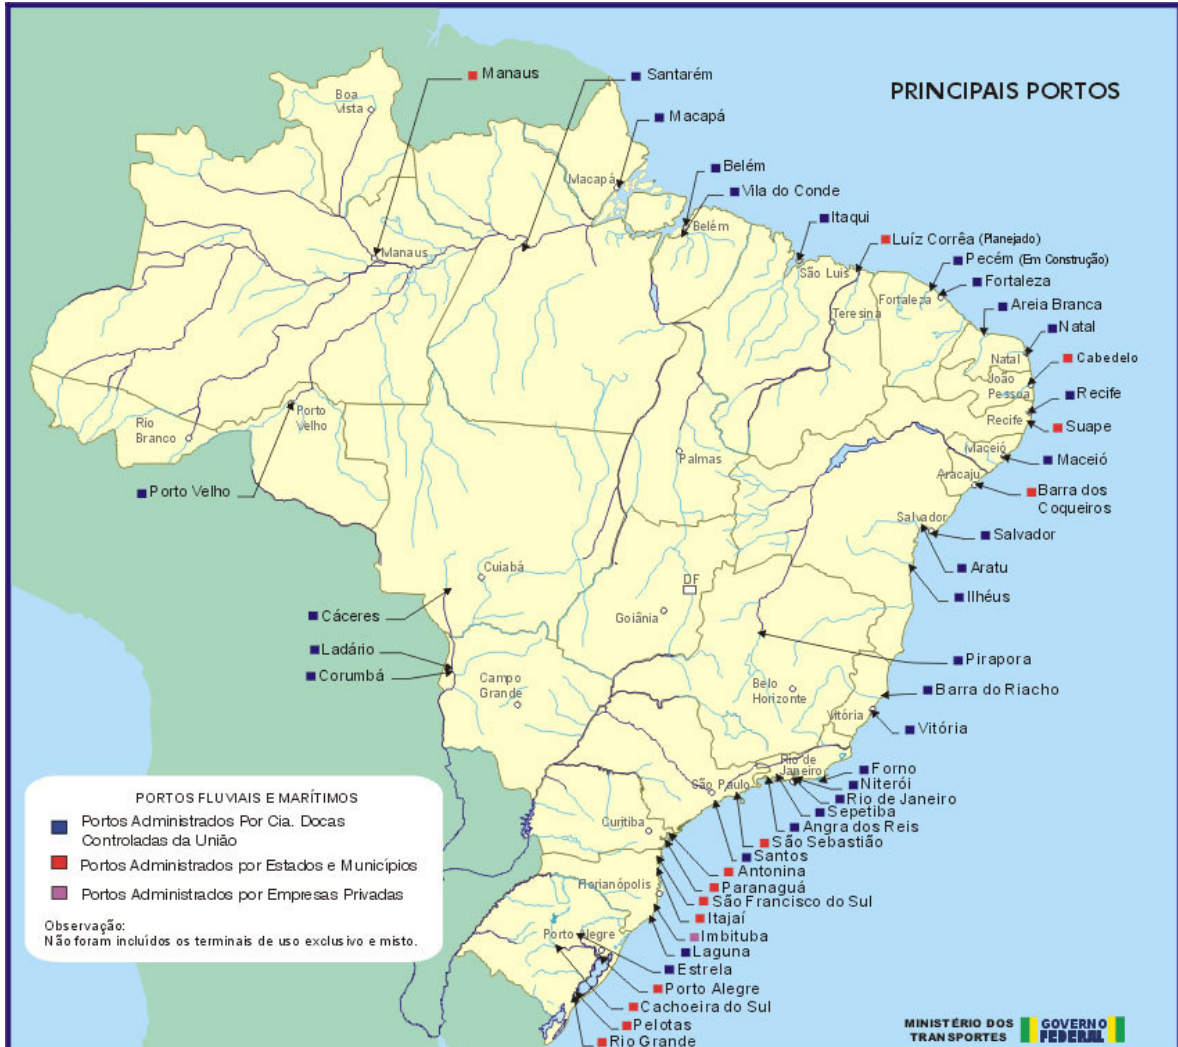 PRINCIPAIS PORTOS
Manaus
Santarém
Macapá
Belém
Vila do Conde
Itaqui
Luíz Corrêa (Planejado)
Pecém (Em Construção)
Fortaleza
Areia Branca
Natal
Cabedelo
Recife
Suape
Maceió
Barra dos
Coqueiros
Salvador
Aratu
Ilhéus
Pirapora
Barra do Riacho
Vitória
Forno
Niterói
Rio de Janeiro
Sepetiba
Angra dos Reis
São Sebastião
Santos
Antonina
Paranaguá
São Francisco do Sul
Itajaí
Imbituba
Laguna
Estrela
Porto Alegre
Cachoeira do Sul
Pelotas
Rio Grande
Porto Velho
Cáceres
Ladário
Corumbá
Boa
Vista
Macapá
Manaus
Belém
São Luis
Teresina
Fortaleza
Natal
João
Pessoa
Recife
Maceió
Aracaju
Salvador
Rio
Branco
Porto
Velho
Palmas
Cuiabá
DF
Goiânia
Campo
Grande
Belo
Horizonte
Vitória
Rio de
Janeiro
São Paulo
Curitiba
Florianópolis
Porto Alegre
PORTOS FLUVIAIS E MARÍTIMOS
Portos Administrados Por Cia. Docas
Controladas da União
Portos Administrados por Estados e Municípios
Portos Administrados por Empresas Privadas
Observação:
Não foram incluídos os terminais de uso exclusivo e misto.
MINISTÉRIO DOS
TRANSPORTES
GOVERNO
FEDERAL